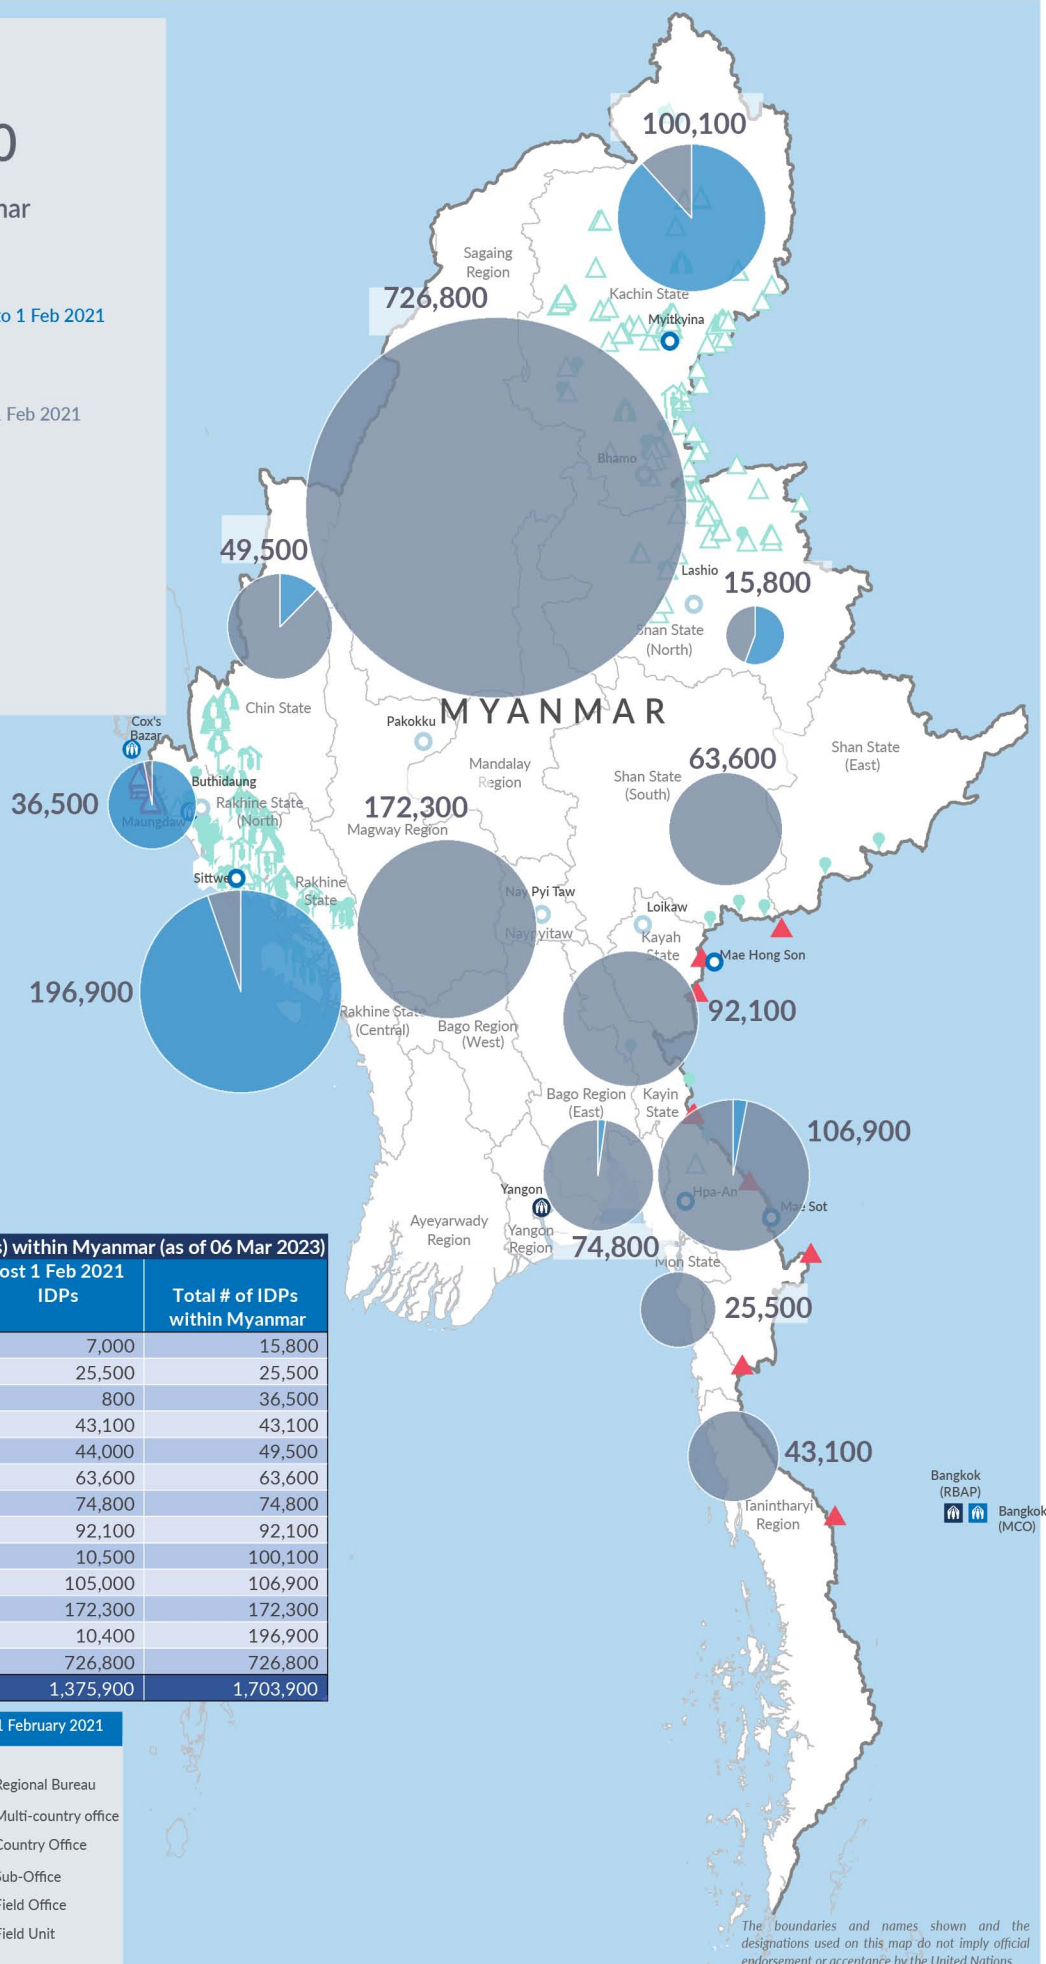 0
nar
to 1 Feb 2021
Feb 2021
100,100
Sagaing
Region
726,800
Kachin State
Myitkyina
Bhamo
49,500
Lashio
15,800
Shan State
(North)
Chin State
MYANMAR
Pakokku
Cox's
Bazar
Mandalay
Region
63,600
Shan State
(South)
Shan State
(East)
Buthidaung
36,500
Maungdaw
Rakhine State
(North)
172,300
Magway Region
Sittwe
Rakhine
State
Nay Pyi Taw
Naypyitaw
Loikaw
Kayah
State
Mae Hong Son
196,900
92,100
Rakhine State
(Central)
Bago Region
(West)
Bago Region
(East)
Kayin
State
106,900
Hpa-An
Mae Sot
Yangon
Ayeyarwady
Region
Yangon
Region
74,800
Mon State
25,500
43,100
Tanintharyi
Region
Bangkok
(RBAP)
Bangkok
(MCO)
s) within Myanmar (as of 06 Mar 2023)
ost 1 Feb 2021
IDPs
Total # of IDPs
within Myanmar
7,000 15,800
25,500 25,500
800 36,500
43,100 43,100
44,000 49,500
63,600 63,600
74,800 74,800
92,100 92,100
10,500 100,100
105,000 106,900
172,300 172,300
10,400 196,900
726,800 726,800
1,375,900 1,703,900
1 February 2021
Regional Bureau
Multi-country office
Country Office
Sub-Office
Field Office
Field Unit
The boundaries and names shown and the
designations used on this map do not imply official
endorsement or acceptance by the United Nations